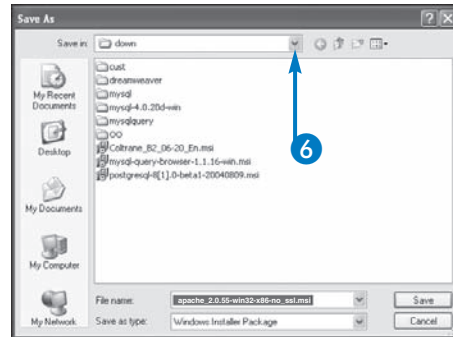 Save As
Save in: down
cust
dreamweaver
mysql
mysql-4.0.20d-win
mysqlquery
OO
Coltrane_B2_06-20_En.msi
mysql-query-browser-1.1.16-win.msi
postgresql-8[1].0-beta1-20040809.msi
My Recent Documents
Desktop
My Documents
My Computer
My Network
6
File name: apache_2.0.55-win32-x86-no_ssl.msi Save
Save as type: Windows Installer Package Cancel